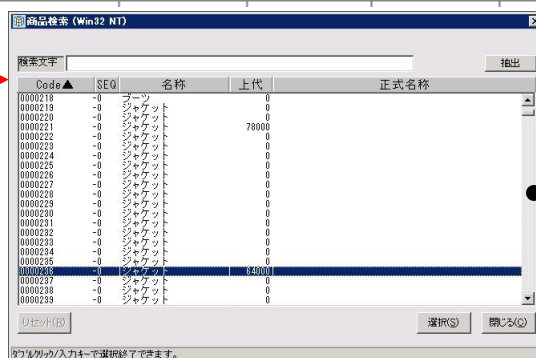 商品検索 (Win32 NT)
検索文字
抽出
Code▲ SEQ 名称 上代 正式名称
0000218 -0 ブーツ 0
0000219 -0 ジャケット 0
0000220 -0 ジャケット 0
0000221 -0 ジャケット 78000
0000222 -0 ジャケット 0
0000223 -0 ジャケット 0
0000224 -0 ジャケット 0
0000225 -0 ジャケット 0
0000226 -0 ジャケット 0
0000227 -0 ジャケット 0
0000228 -0 ジャケット 0
0000229 -0 ジャケット 0
0000230 -0 ジャケット 0
0000231 -0 ジャケット 0
0000232 -0 ジャケット 0
0000233 -0 ジャケット 0
0000234 -0 ジャケット 0
0000235 -0 ジャケット 0
0000236 -0 ジャケット 64000
0000237 -0 ジャケット 0
0000238 -0 ジャケット 0
0000239 -0 ジャケット 0
リセット(R) 選択(S) 閉じる(C)
ダブルクリック/入力キーで選択終了できます。